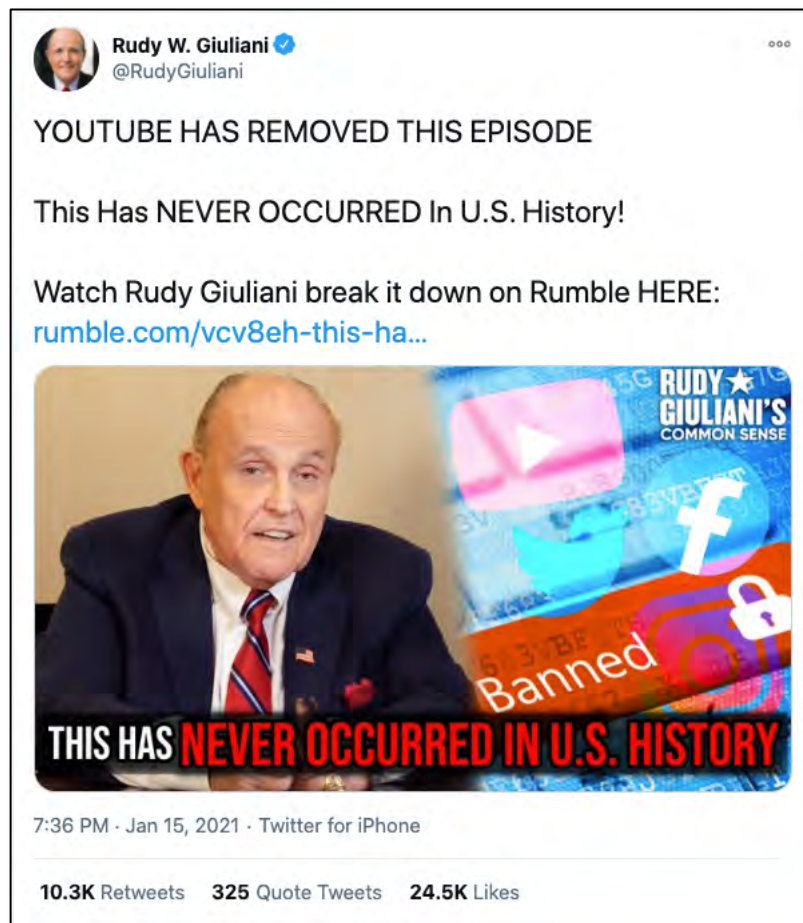 Rudy W. Giuliani
@RudyGiuliani
YOUTUBE HAS REMOVED THIS EPISODE
This Has NEVER OCCURRED In U.S. History!
Watch Rudy Giuliani break it down on Rumble HERE:
rumble.com/vcv8eh-this-ha...
RUDY
GIULIANI'S
COMMON SENSE
Banned
THIS HAS NEVER OCCURRED IN U.S. HISTORY
7:36 PM · Jan 15, 2021 · Twitter for iPhone
10.3K Retweets 325 Quote Tweets 24.5K Likes